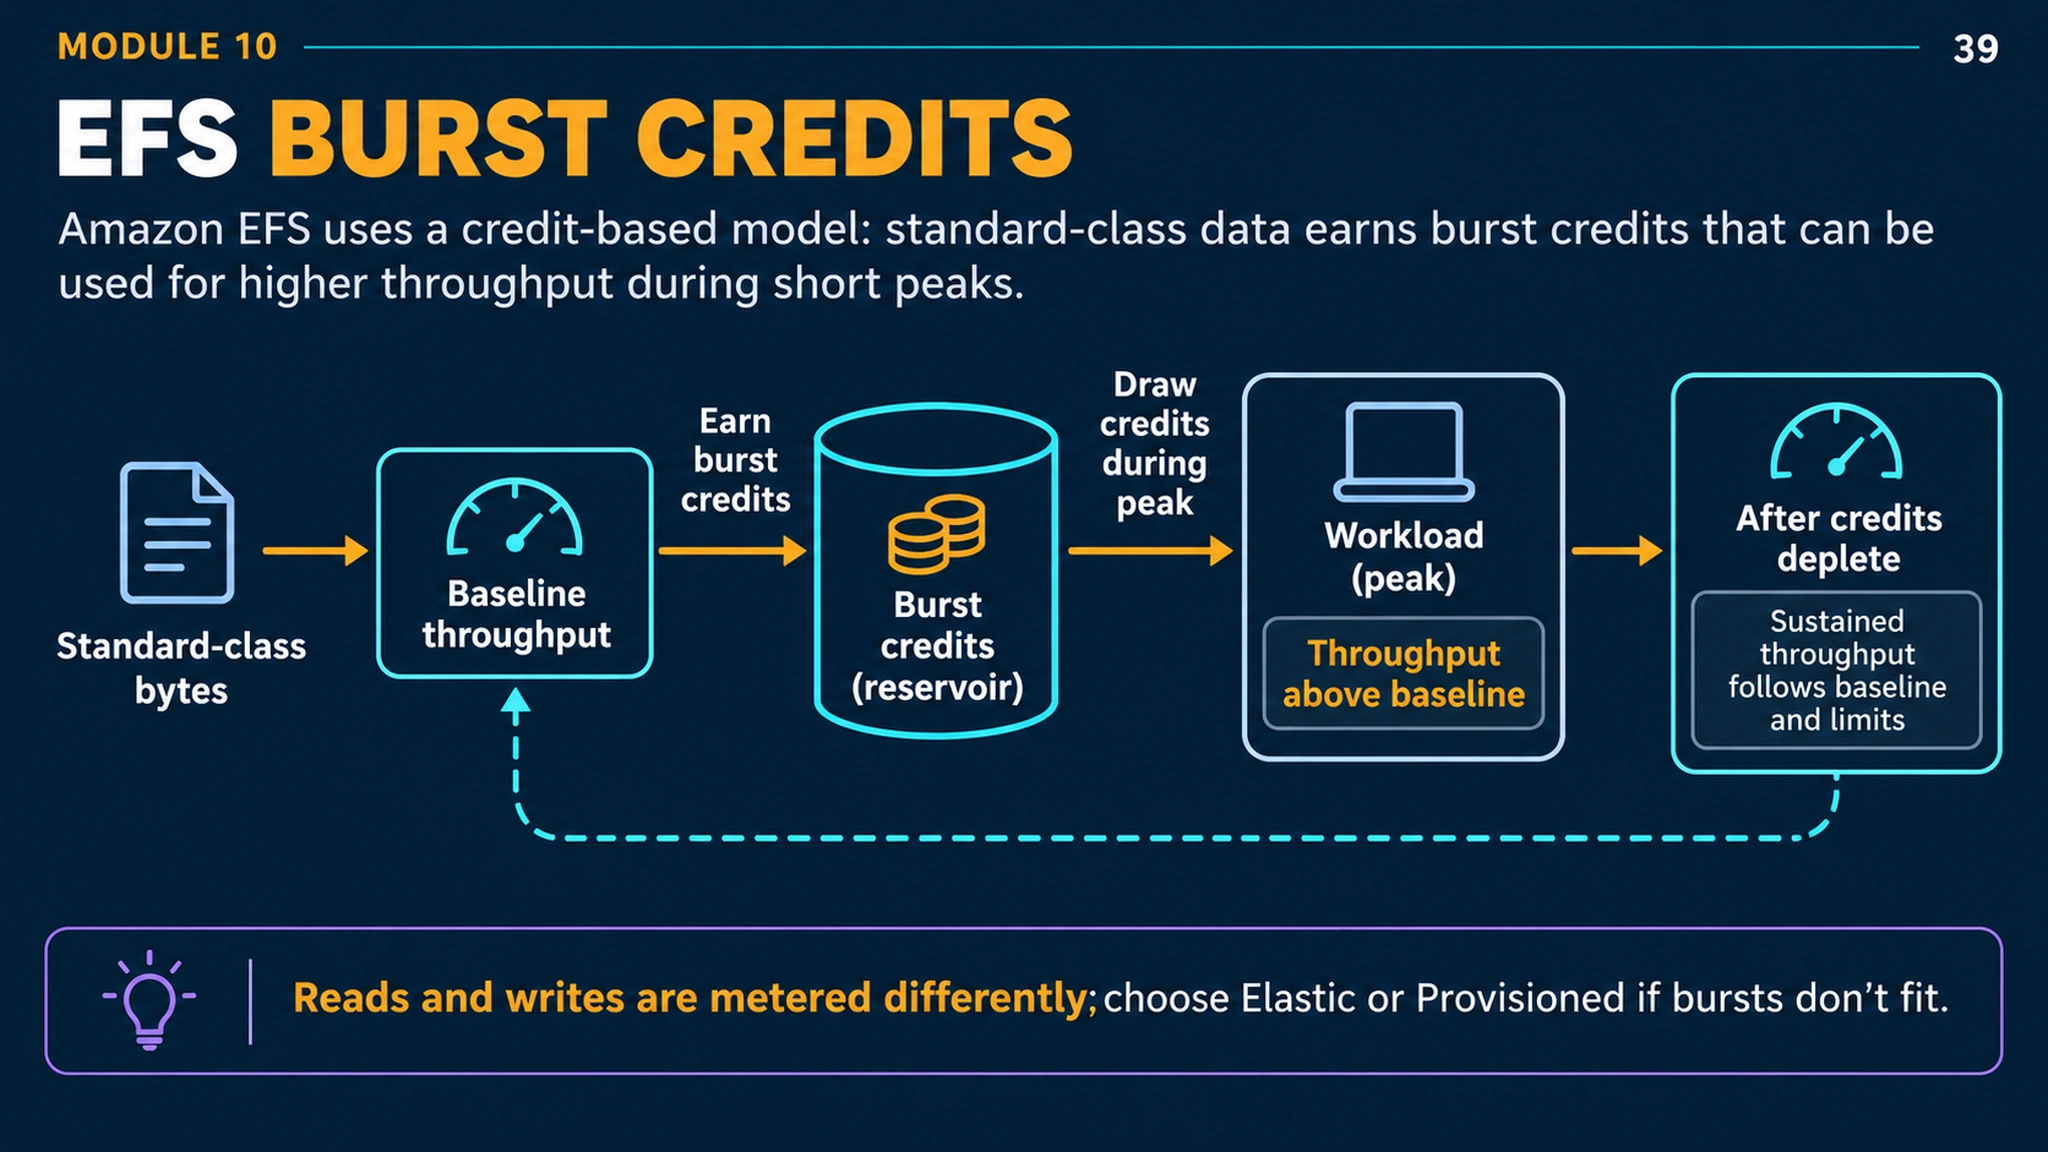 MODULE 10
39
EFS BURST CREDITS
Amazon EFS uses a credit-based model: standard-class data earns burst credits that can be
used for higher throughput during short peaks.
Standard-class
bytes
Baseline
throughput
Earn
burst
credits
Burst
credits
(reservoir)
Draw
credits
during
peak
Workload
(peak)
Throughput
above baseline
After credits
deplete
Sustained
throughput
follows baseline
and limits
Reads and writes are metered differently; choose Elastic or Provisioned if bursts don’t fit.